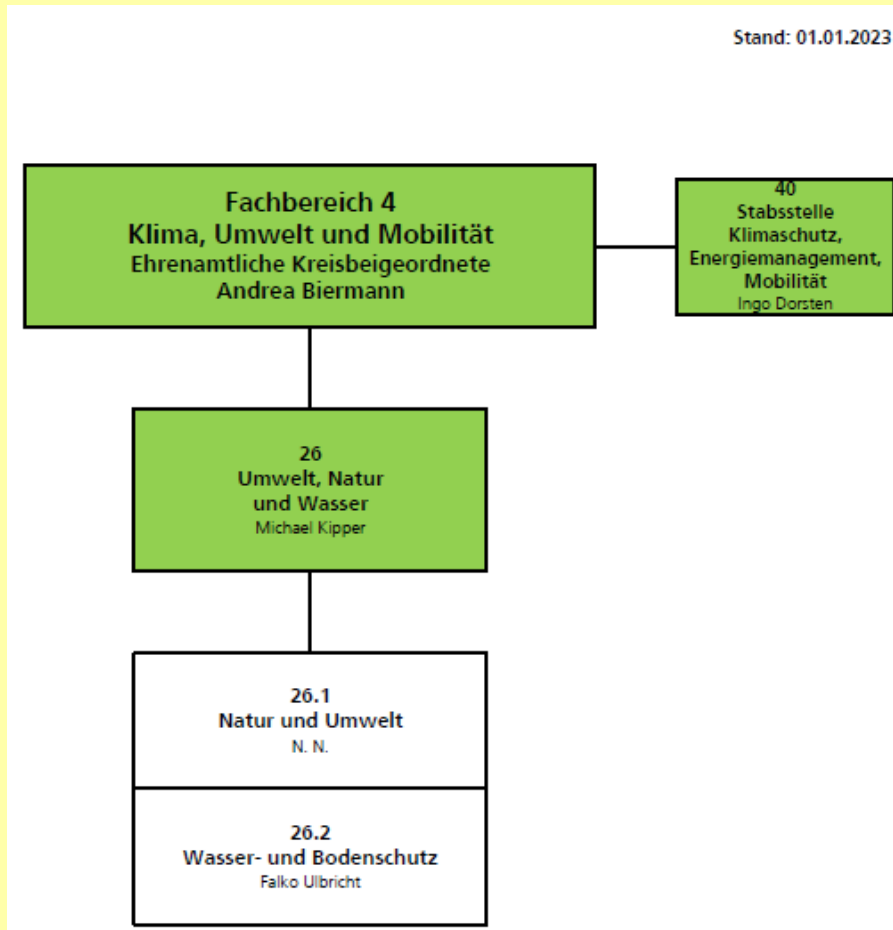 Stand: 01.01.2023
Fachbereich 4
Klima, Umwelt und Mobilität
Ehrenamtliche Kreisbeigeordnete
Andrea Biermann
40
Stabsstelle
Klimaschutz,
Energiemanagement,
Mobilität
Ingo Dorsten
26
Umwelt, Natur
und Wasser
Michael Kipper
26.1
Natur und Umwelt
N. N.
26.2
Wasser- und Bodenschutz
Falko Ulbricht